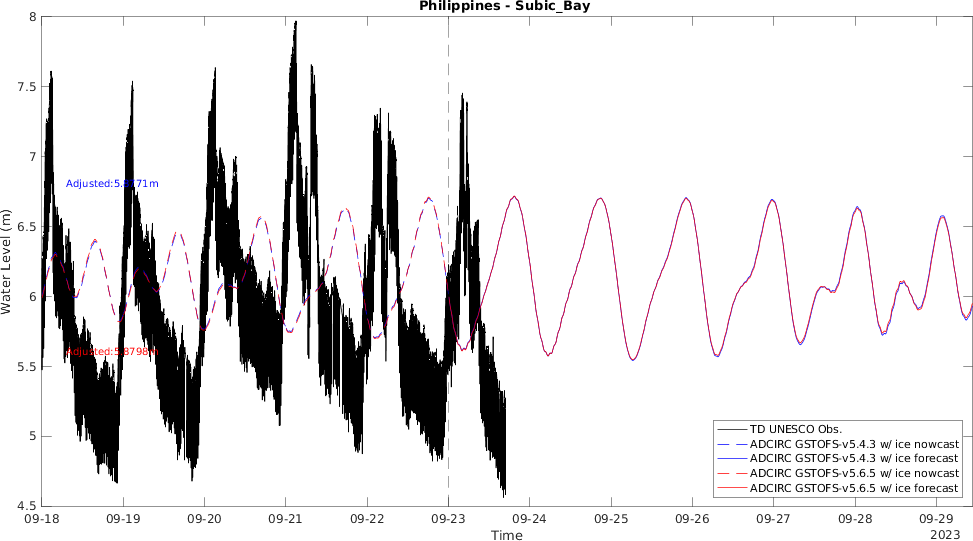 Philippines - Subic_Bay
Water Level (m)
8
7.5
7
6.5
6
5.5
5
4.5
Adjusted:5.8171m
Adjusted:5.8798m
TD UNESCO Obs.
ADCIRC GSTOFS-v5.4.3 w/ ice nowcast
ADCIRC GSTOFS-v5.4.3 w/ ice forecast
ADCIRC GSTOFS-v5.6.5 w/ ice nowcast
ADCIRC GSTOFS-v5.6.5 w/ ice forecast
09-18 09-19 09-20 09-21 09-22 09-23 09-24 09-25 09-26 09-27 09-28 09-29
2023
Time